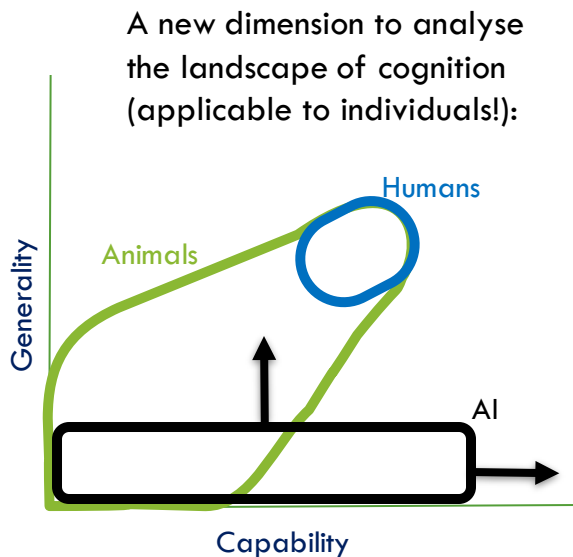 A new dimension to analyse
the landscape of cognition
(applicable to individuals!):
Humans
Animals
Generality
AI
Capability